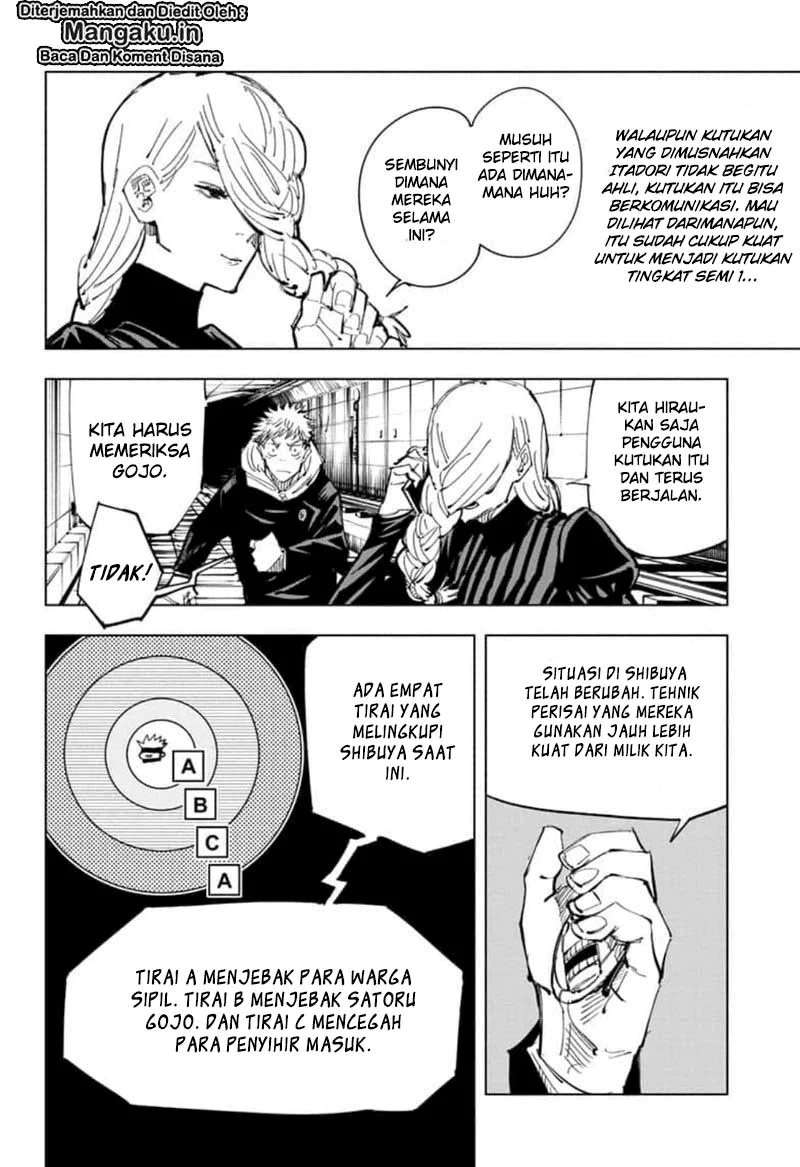 Diterjemahkan dan Diedit Oleh :
Mangaku.in
Baca Dan Koment Disana
WALAUPUN KUTUKAN
YANG DIMUSNAHKAN
ITADORI TIDAK BEGITU
AHLI, KUTUKAN ITU BISA
BERKOMUNIKASI. MAU
DILIHAT DARIMANAPUN,
ITU SUDAH CUKUP KUAT
UNTUK MENJADI KUTUKAN
TINGKAT SEMI 1...
MUSUH
SEPERTI ITU
ADA DIMANA-
MANA HUH?
SEMBUNYI
DIMANA
MEREKA
SELAMA
INI?
KITA HIRAU-
KAN SAJA
PENGGUNA
KUTUKAN ITU
DAN TERUS
BERJALAN.
KITA HARUS
MEMERIKSA
GOJO.
TIDAK!
SITUASI DI SHIBUYA
TELAH BERUBAH. TEHNIK
PERISAI YANG MEREKA
GUNAKAN JAUH LEBIH
KUAT DARI MILIK KITA.
ADA EMPAT
TIRAI YANG
MELINGKUPI
SHIBUYA SAAT
INI.
A
B
C
A
TIRAI A MENJEBAK PARA WARGA
SIPIL. TIRAI B MENJEBAK SATORU
GOJO. DAN TIRAI C MENCEGAH
PARA PENYIHIR MASUK.